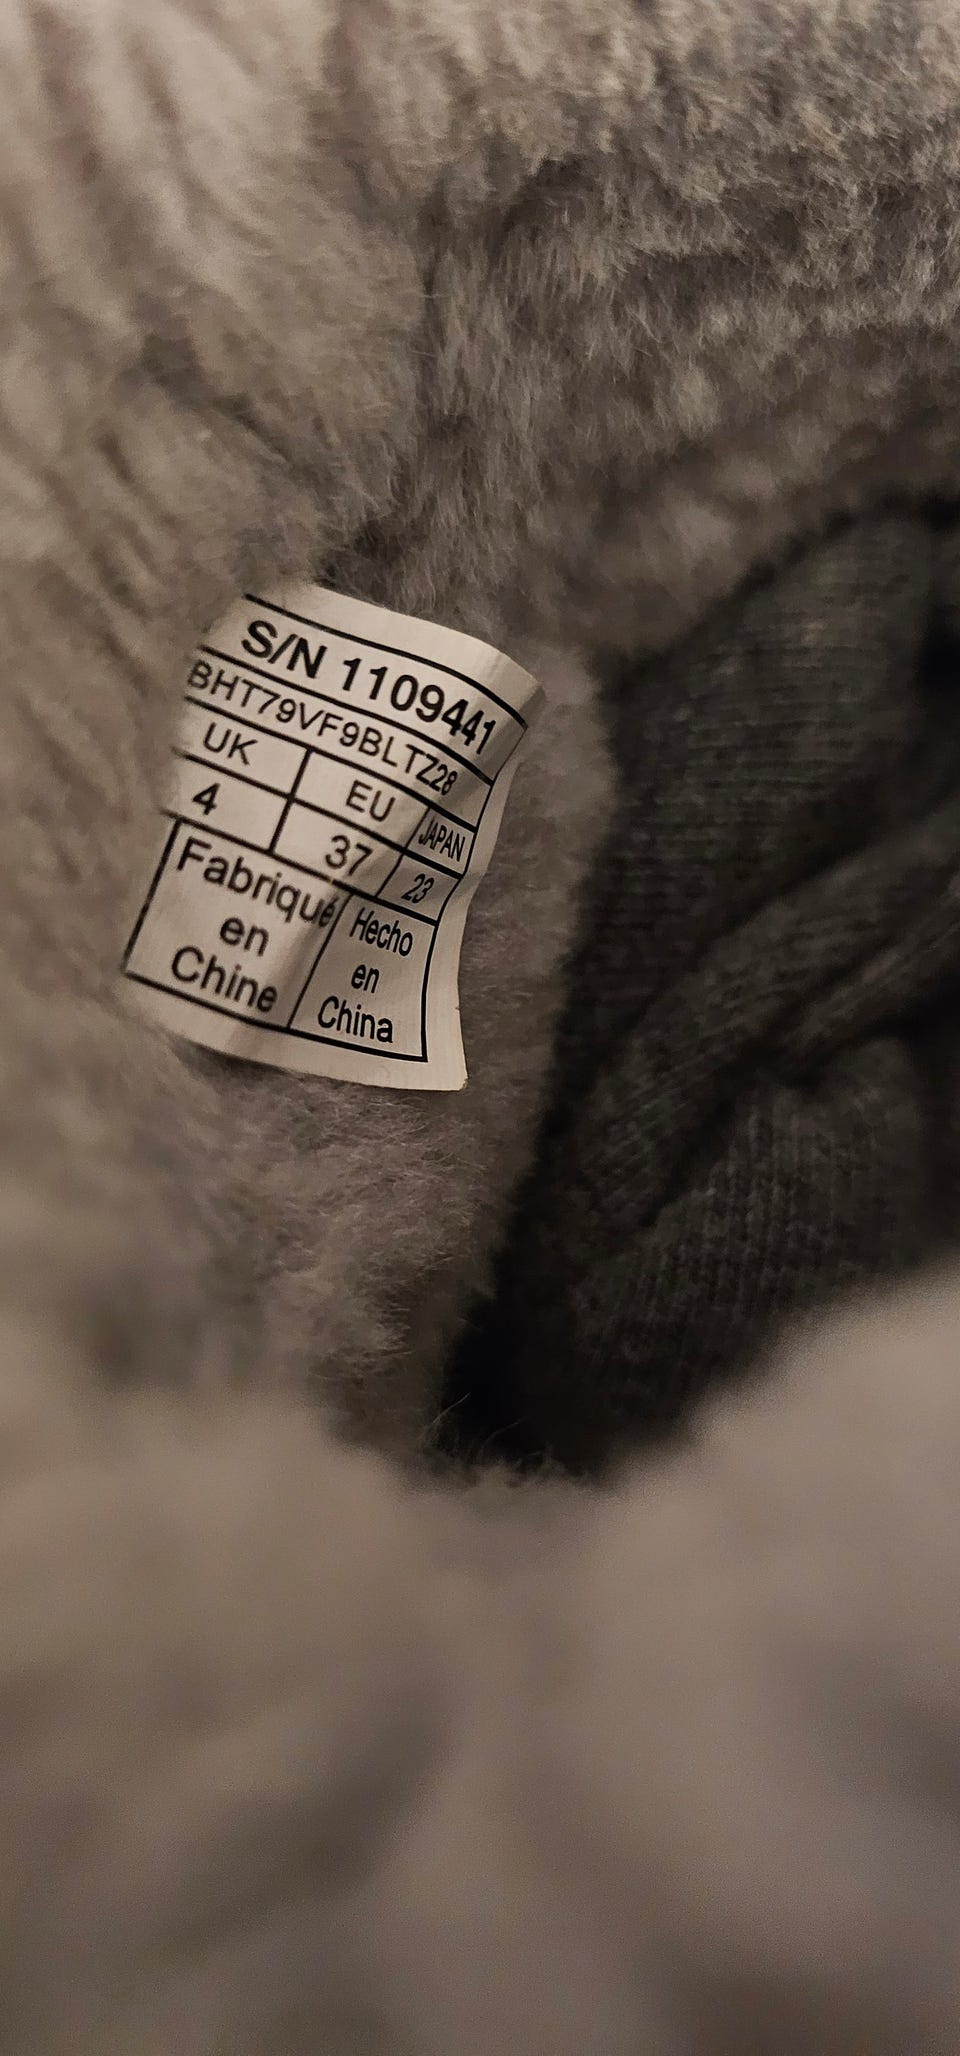 S/N 1109441
BHT79VF9BLTZ28
UK EU JAPAN
4 37 23
Fabriqué
en
Chine
Hecho
en
China